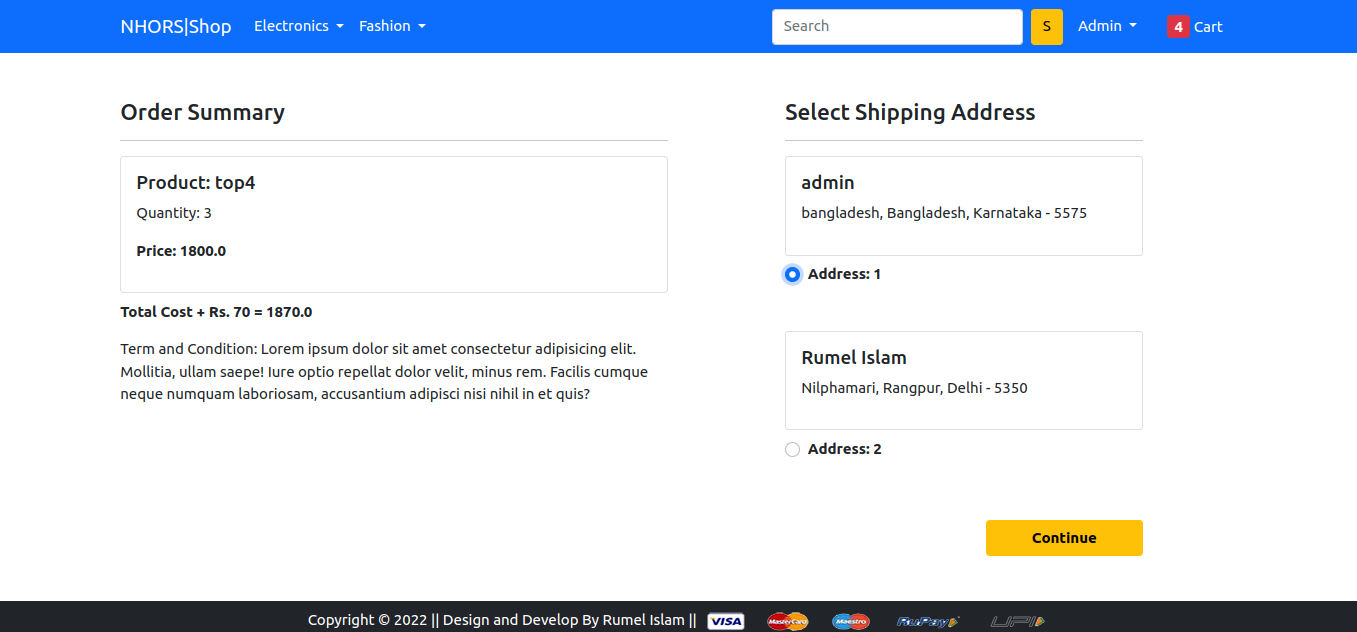 NHORS|Shop Electronics Fashion Search S Admin 4 Cart
Order Summary
Product: top4
Quantity: 3
Price: 1800.0
Total Cost + Rs. 70 = 1870.0
Term and Condition: Lorem ipsum dolor sit amet consectetur adipisicing elit.
Mollitia, ullam saepe! Iure optio repellat dolor velit, minus rem. Facilis cumque
neque numquam laboriosam, accusantium adipisci nisi nihil in et quis?
Select Shipping Address
admin
bangladesh, Bangladesh, Karnataka - 5575
Address: 1
Rumel Islam
Nilphamari, Rangpur, Delhi - 5350
Address: 2
Continue
Copyright © 2022 || Design and Develop By Rumel Islam || VISA MasterCard Maestro RuPay UPI